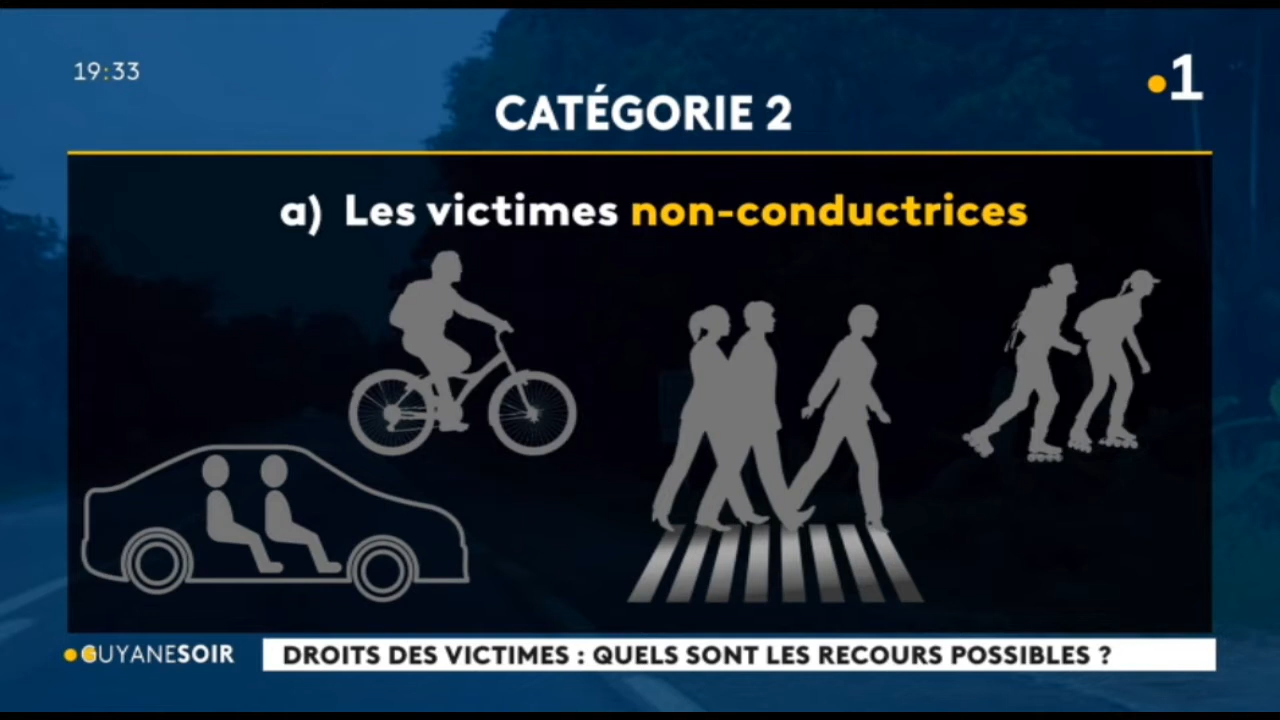 19:33
1
CATÉGORIE 2
a) Les victimes non-conductrices
GUYANESOIR
DROITS DES VICTIMES : QUELS SONT LES RECOURS POSSIBLES ?